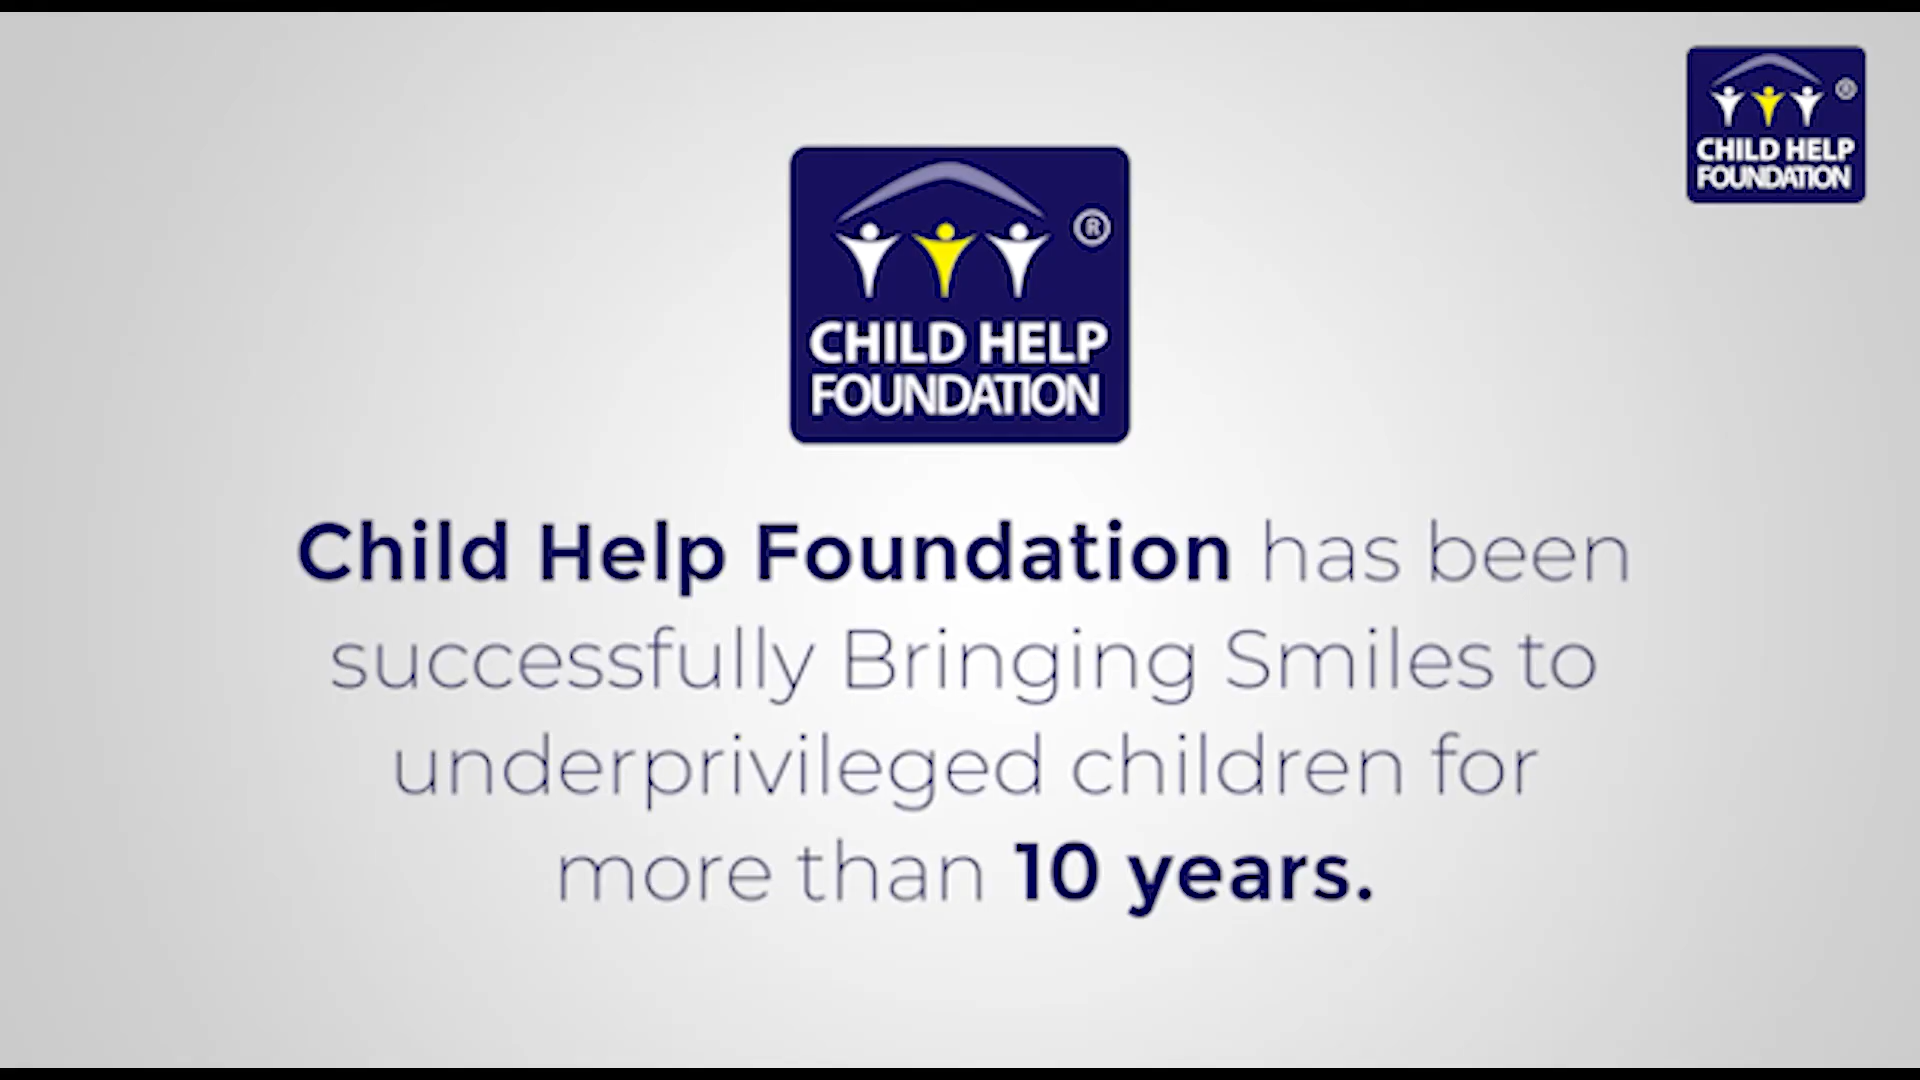 CHILD HELP
FOUNDATION
®
CHILD HELP
FOUNDATION
Child Help Foundation has been
successfully Bringing Smiles to
underprivileged children for
more than 10 years.